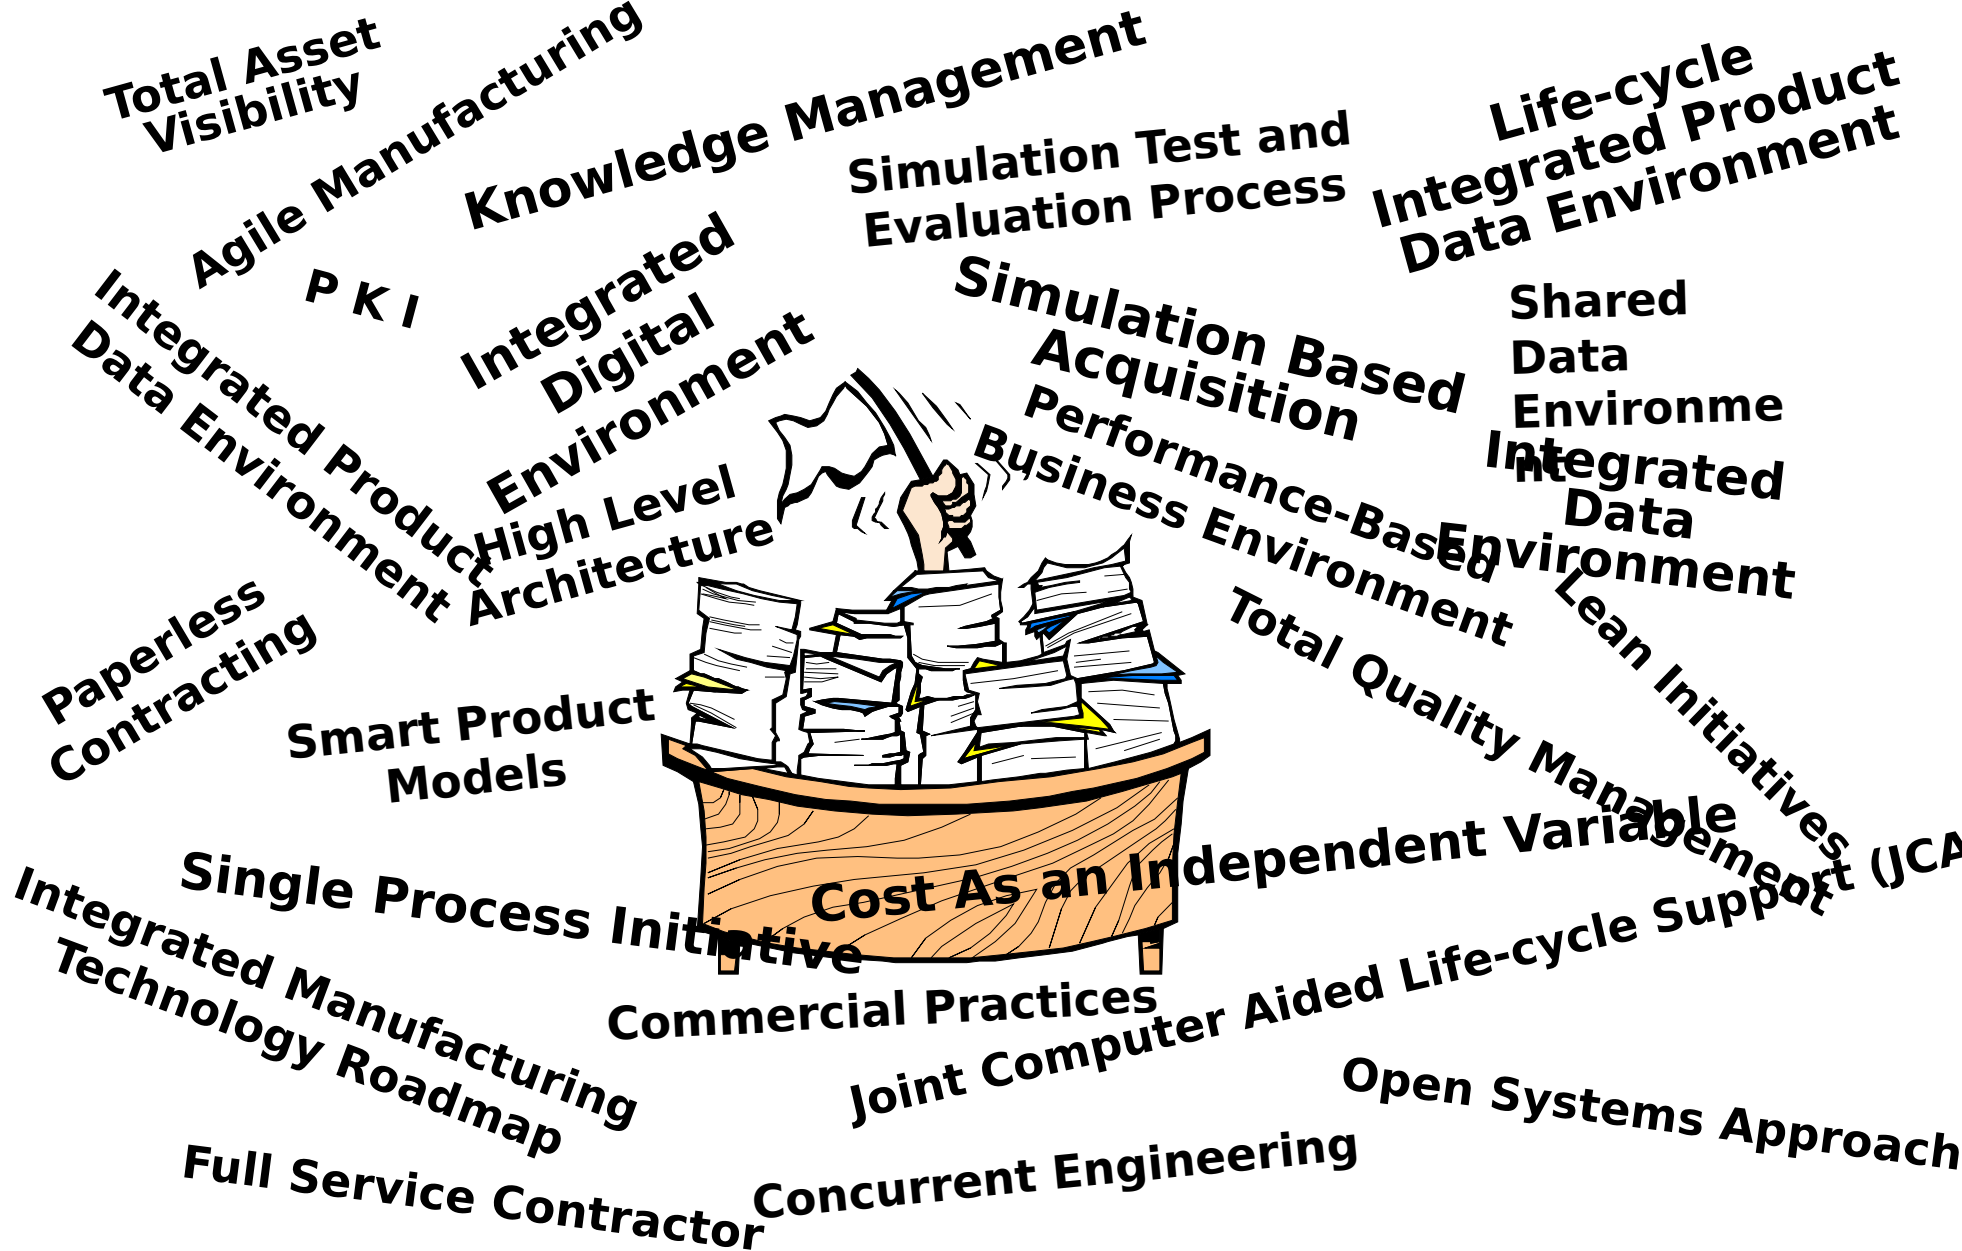 Total Asset
Visibility
Agile Manufacturing
Knowledge Management
Simulation Test and
Evaluation Process
Life-cycle
Integrated Product
Data Environment
P K I
Integrated
Digital
Environment
Simulation Based
Acquisition
Shared
Data
Environme
nt
Integrated Product
Data Environment
Performance-Based
Business Environment
Integrated
Data
Environment
High Level
Architecture
Paperless
Contracting
Total Quality Management
Lean Initiatives
Smart Product
Models
Cost As an Independent Variable
Single Process Initiative
Integrated Manufacturing
Technology Roadmap
Commercial Practices
Joint Computer Aided Life-cycle Support (JCA
Open Systems Approach
Full Service Contractor
Concurrent Engineering